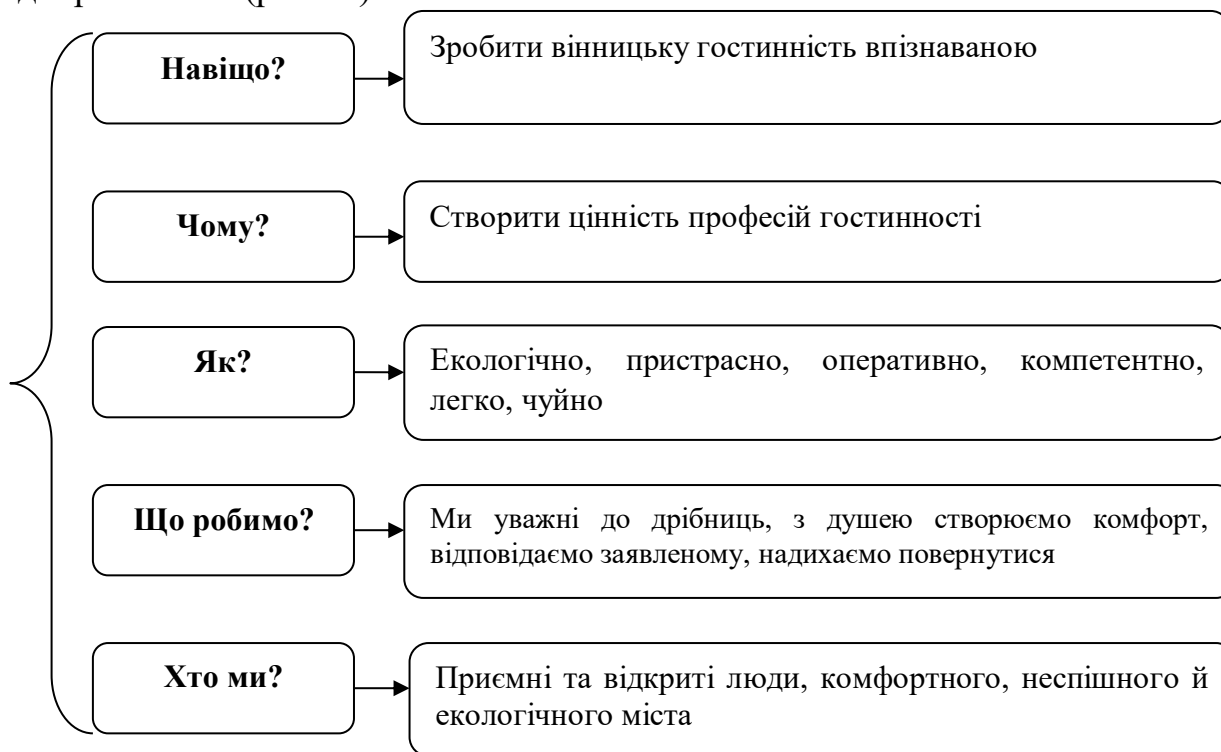 Навіщо?
Зробити вінницьку гостинність впізнаваною
Чому?
Створити цінність професій гостинності
Як?
Екологічно, пристрасно, оперативно, компетентно,
легко, чуйно
Що робимо?
Ми уважні до дрібниць, з душею створюємо комфорт,
відповідаємо заявленому, надихаємо повернутися
Хто ми?
Приємні та відкриті люди, комфортного, неспішного й
екологічного міста